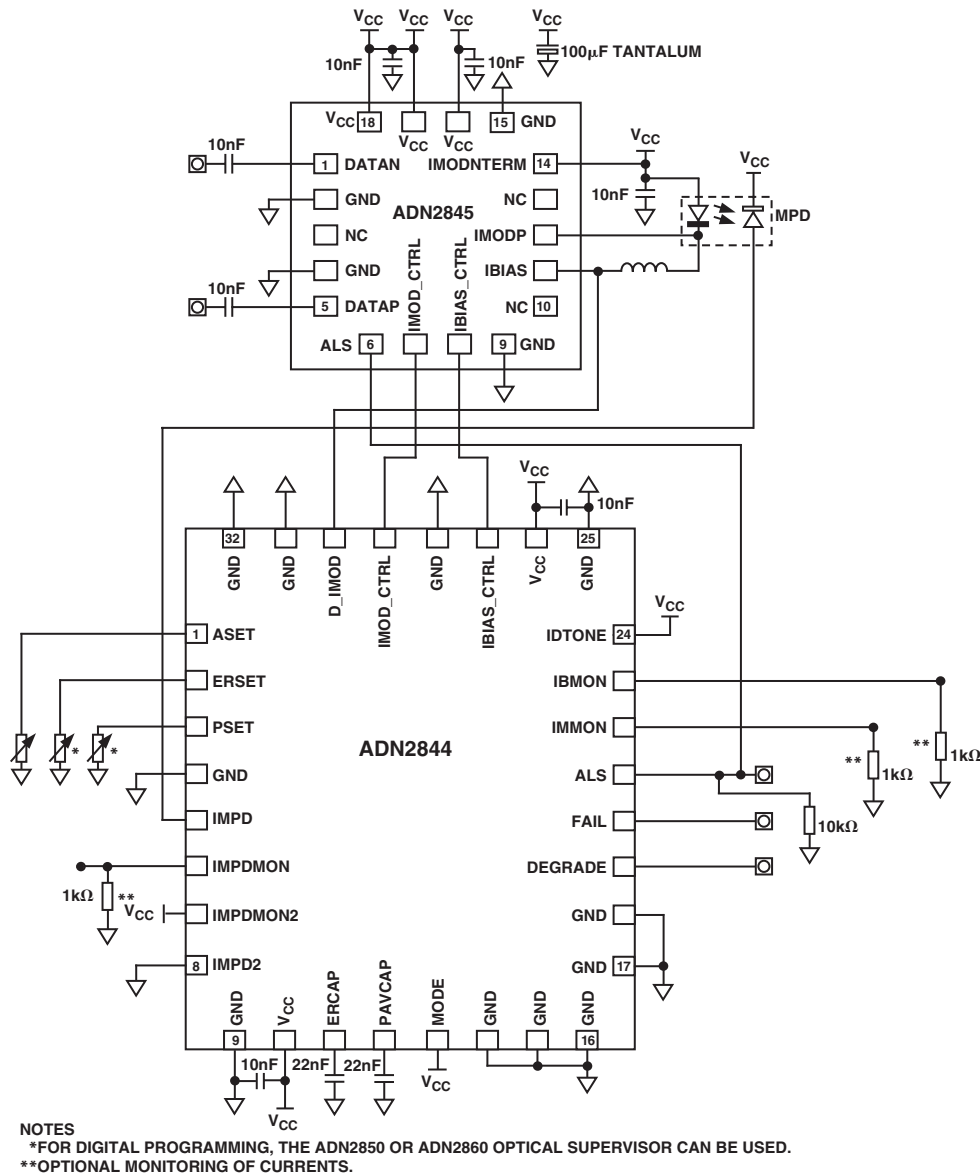 VCC VCC VCC VCC
10nF 10nF 100µF TANTALUM
VCC 18 VCC VCC 15 GND
10nF 1 DATAN IMODNTERM 14 VCC VCC
GND ADN2845 NC 10nF MPD
NC IMODP
GND IBIAS
10nF 5 DATAP IMOD_CTRL IBIAS_CTRL NC 10
ALS 6 9 GND
VCC 10nF
32 25
GND GND D_IMOD IMOD_CTRL GND IBIAS_CTRL VCC GND
1 ASET IDTONE 24 VCC
ERSET IBMON
* * PSET IMMON
ADN2844
GND ALS ** 1kΩ ** 1kΩ
IMPD FAIL 10kΩ
IMPDMON DEGRADE
1kΩ ** VCC IMPDMON2 GND
8 IMPD2 GND 17
GND VCC ERCAP PAVCAP MODE GND GND GND
9 16
10nF 22nF 22nF VCC
VCC
NOTES
*FOR DIGITAL PROGRAMMING, THE ADN2850 OR ADN2860 OPTICAL SUPERVISOR CAN BE USED.
**OPTIONAL MONITORING OF CURRENTS.